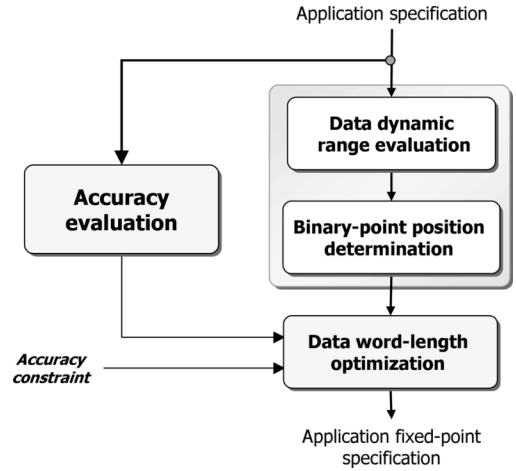 Application specification
Data dynamic
range evaluation
Accuracy
evaluation
Binary-point position
determination
Data word-length
optimization
Accuracy
constraint
Application fixed-point
specification